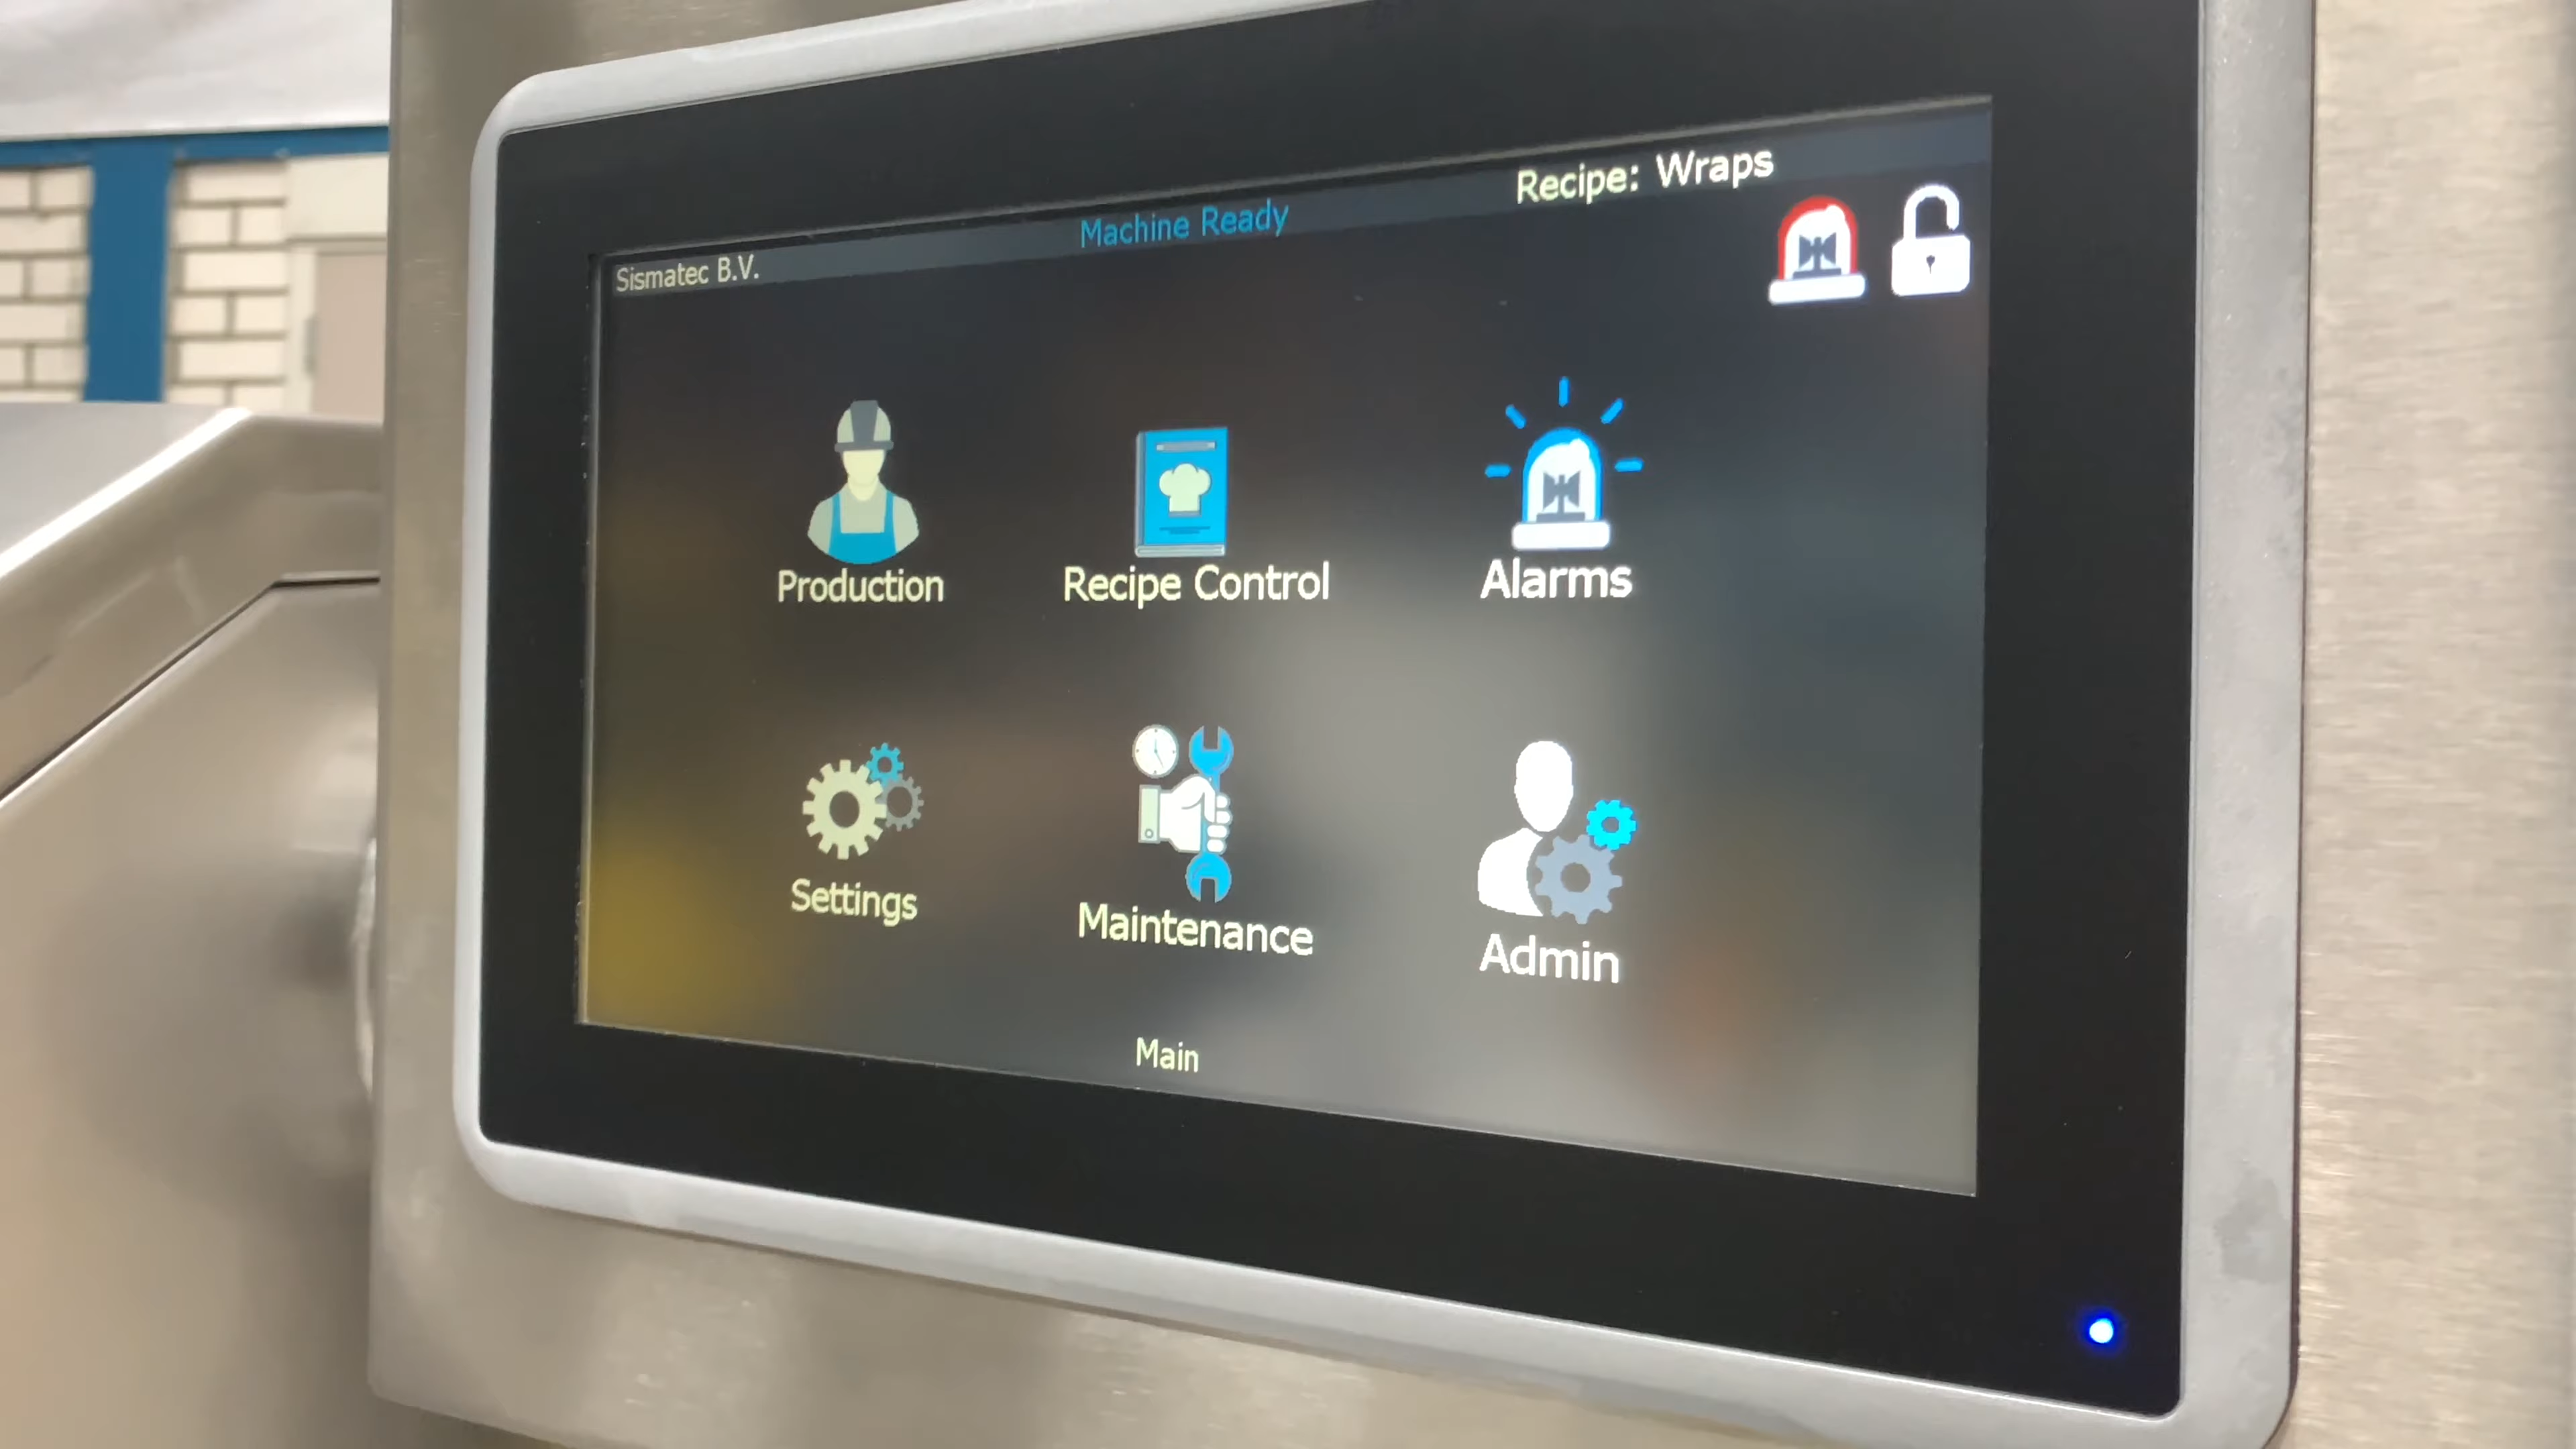 Recipe: Wraps
Machine Ready
Sismatec B.V.
Production
Recipe Control
Alarms
Settings
Maintenance
Admin
Main